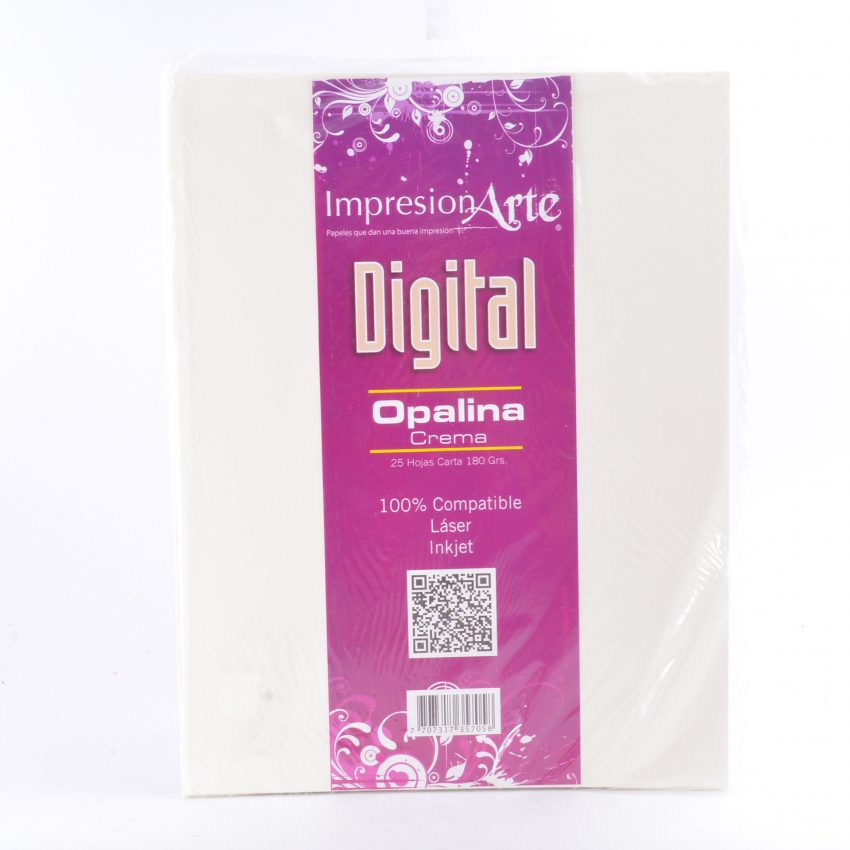 ImpresionArte®
Papeles que dan una buena impresión
Digital
Opalina
Crema
25 Hojas Carta 180 Grs.
100% Compatible
Láser
Inkjet
7 707317 357058